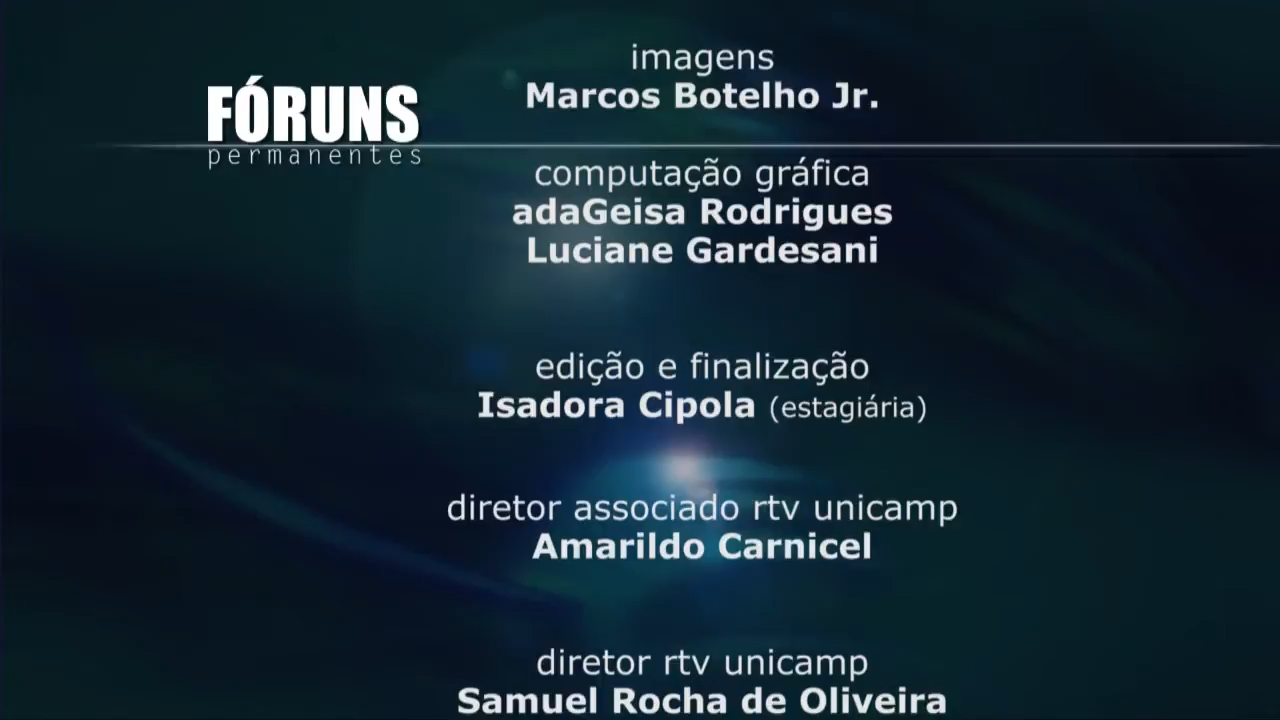 FÓRUNS
permanentes
imagens
Marcos Botelho Jr.
computação gráfica
adaGeisa Rodrigues
Luciane Gardesani
edição e finalização
Isadora Cipola (estagiária)
diretor associado rtv unicamp
Amarildo Carnicel
diretor rtv unicamp
Samuel Rocha de Oliveira